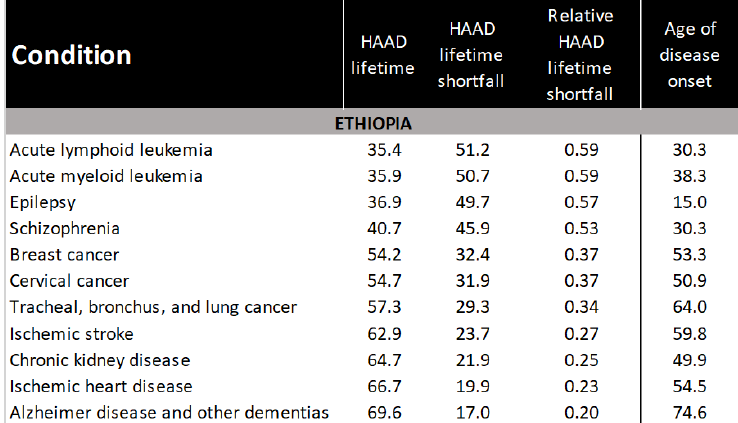 Condition HAAD lifetime HAAD lifetime shortfall Relative HAAD lifetime shortfall Age of disease onset
ETHIOPIA
Acute lymphoid leukemia 35.4 51.2 0.59 30.3
Acute myeloid leukemia 35.9 50.7 0.59 38.3
Epilepsy 36.9 49.7 0.57 15.0
Schizophrenia 40.7 45.9 0.53 30.3
Breast cancer 54.2 32.4 0.37 53.3
Cervical cancer 54.7 31.9 0.37 50.9
Tracheal, bronchus, and lung cancer 57.3 29.3 0.34 64.0
Ischemic stroke 62.9 23.7 0.27 59.8
Chronic kidney disease 64.7 21.9 0.25 49.9
Ischemic heart disease 66.7 19.9 0.23 54.5
Alzheimer disease and other dementias 69.6 17.0 0.20 74.6